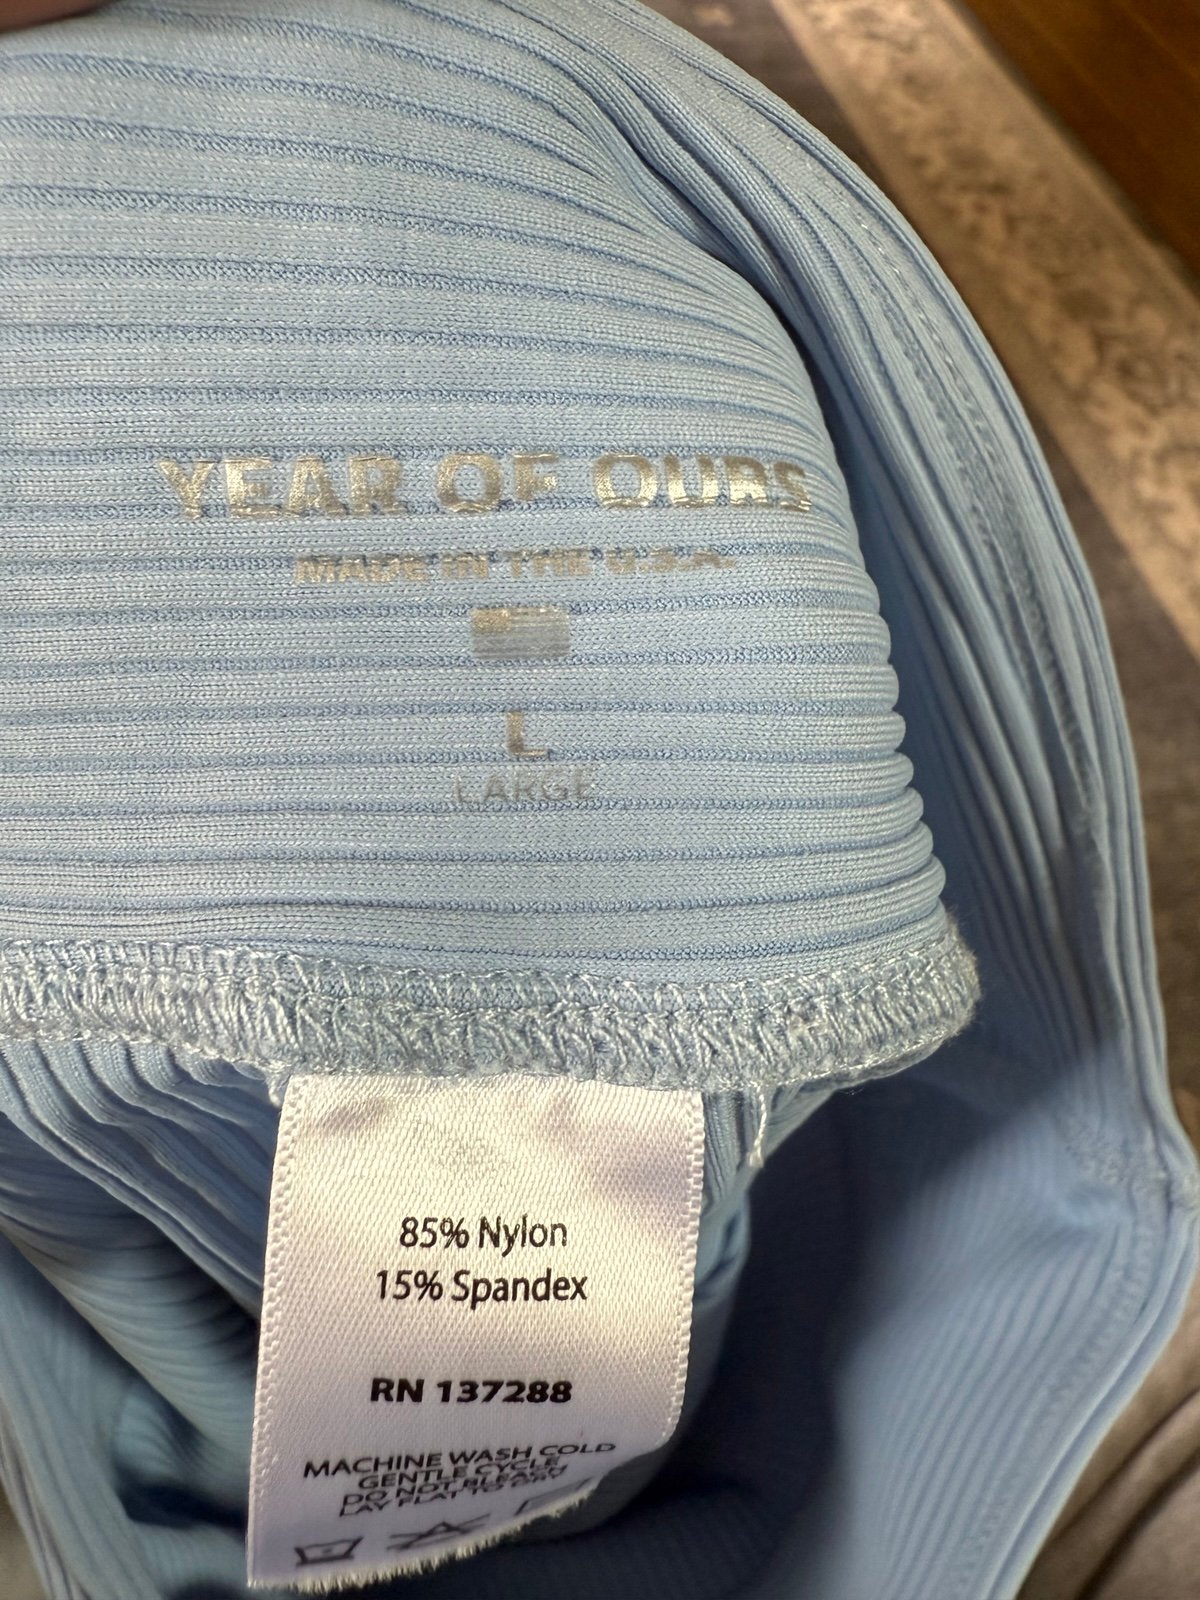 YEAR OF OURS
MADE IN THE U.S.A.
L
LARGE
85% Nylon
15% Spandex
RN 137288
MACHINE WASH COLD
GENTLE CYCLE
DO NOT BLEACH
LAY FLAT TO DRY